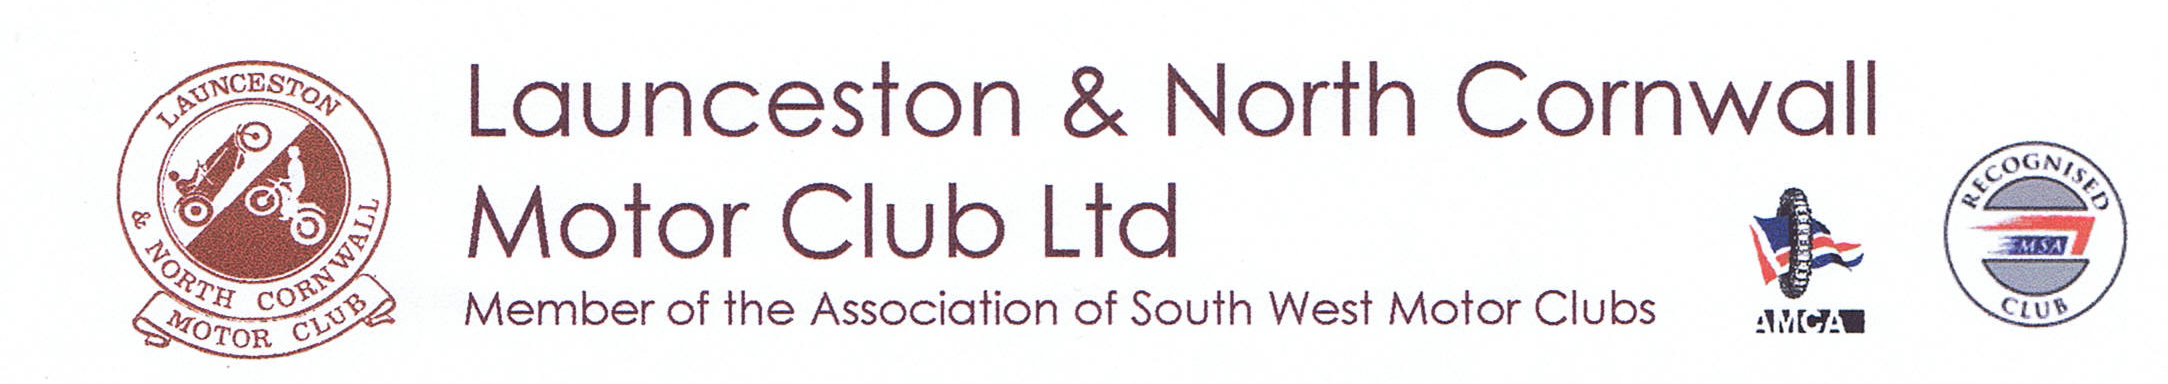 LAUNCESTON
& NORTH CORNWALL
MOTOR CLUB
Launceston & North Cornwall
Motor Club Ltd
Member of the Association of South West Motor Clubs
AMCA
RECOGNISED
MSA
CLUB